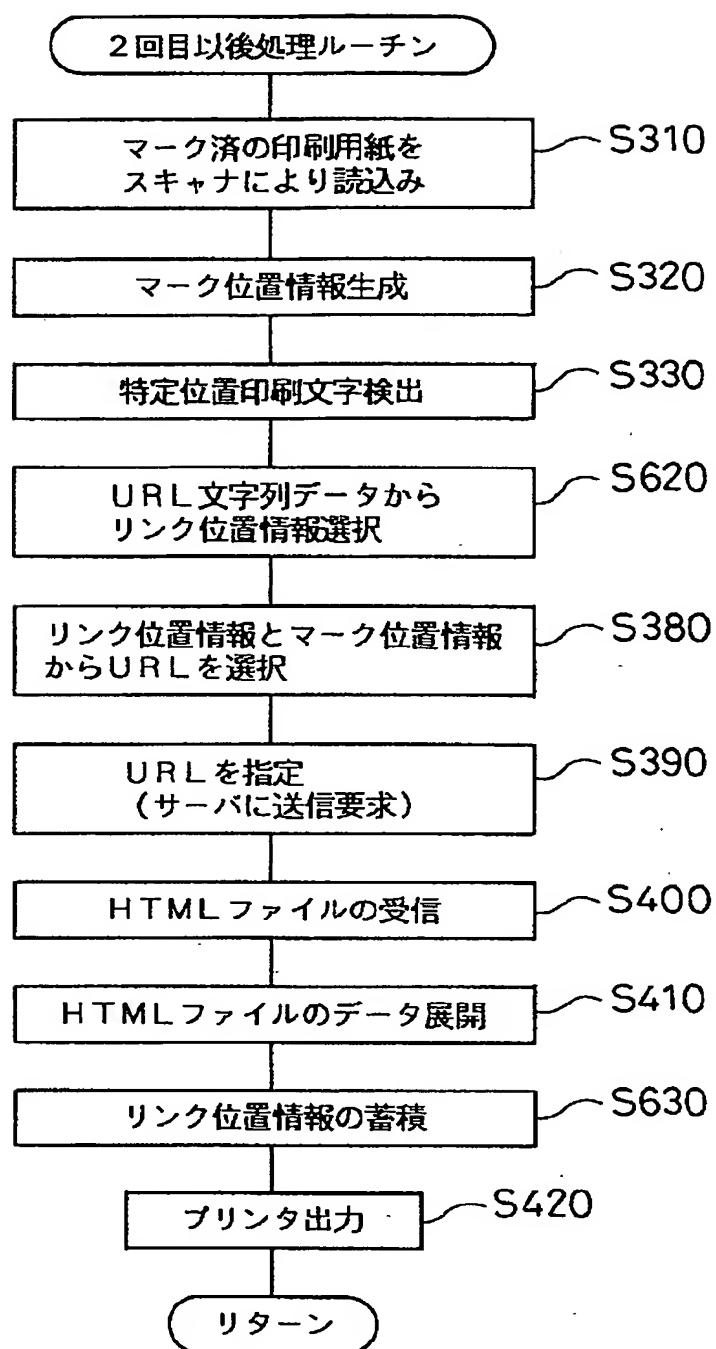 2回目以後処理ルーチン
マーク済の印刷用紙を
スキャナにより読込み
S310
マーク位置情報生成
S320
特定位置印刷文字検出
S330
URL文字列データから
リンク位置情報選択
S620
リンク位置情報とマーク位置情報
からURLを選択
S380
URLを指定
(サーバに送信要求)
S390
HTMLファイルの受信
S400
HTMLファイルのデータ展開
S410
リンク位置情報の蓄積
S630
プリンタ出力
S420
リターン